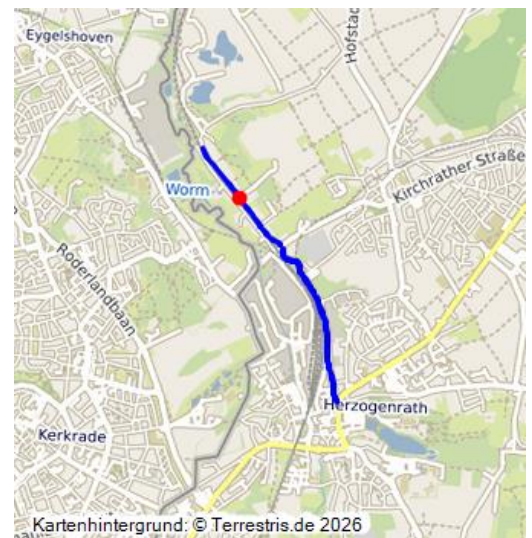 Eygelshoven
Hofstad
Kirchrather Straße
Worm
Roderlandbaan
Herzogenrath
Kerkrade
Kartenhintergrund: © Terrestris.de 2026